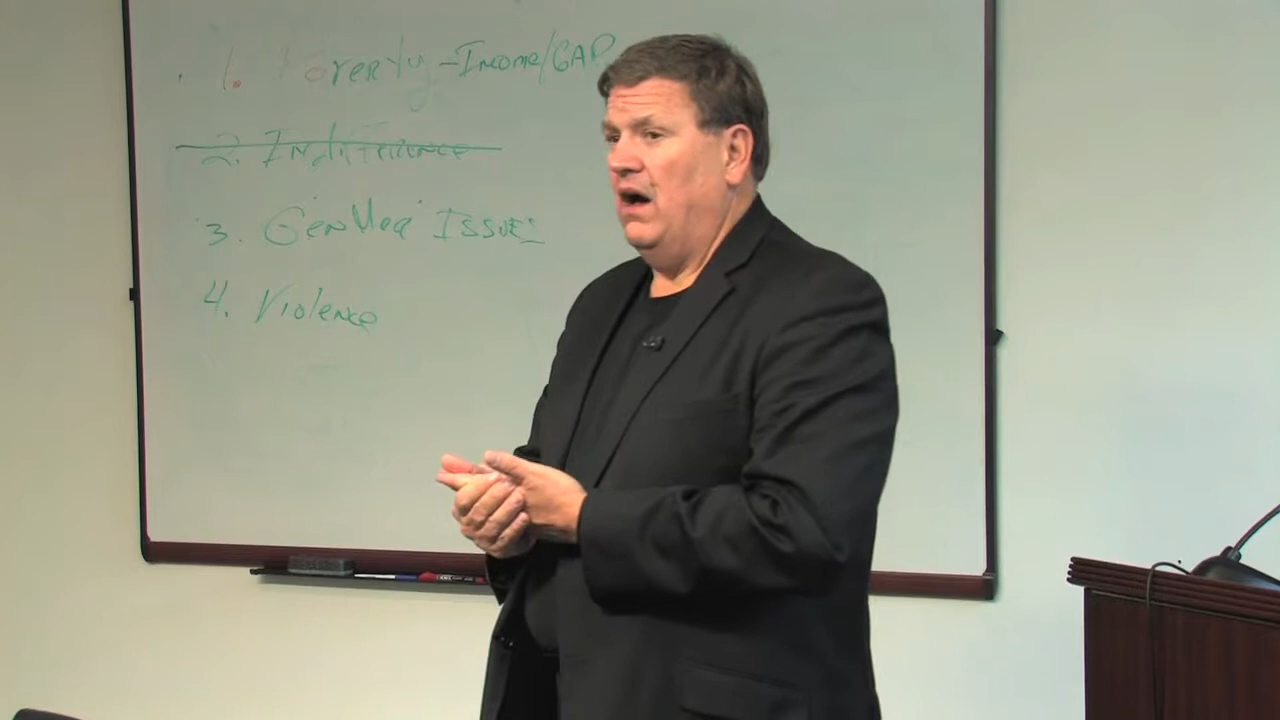 1. Poverty - Income/GAP
2. Indifference
3. Gender Issues
4. Violence